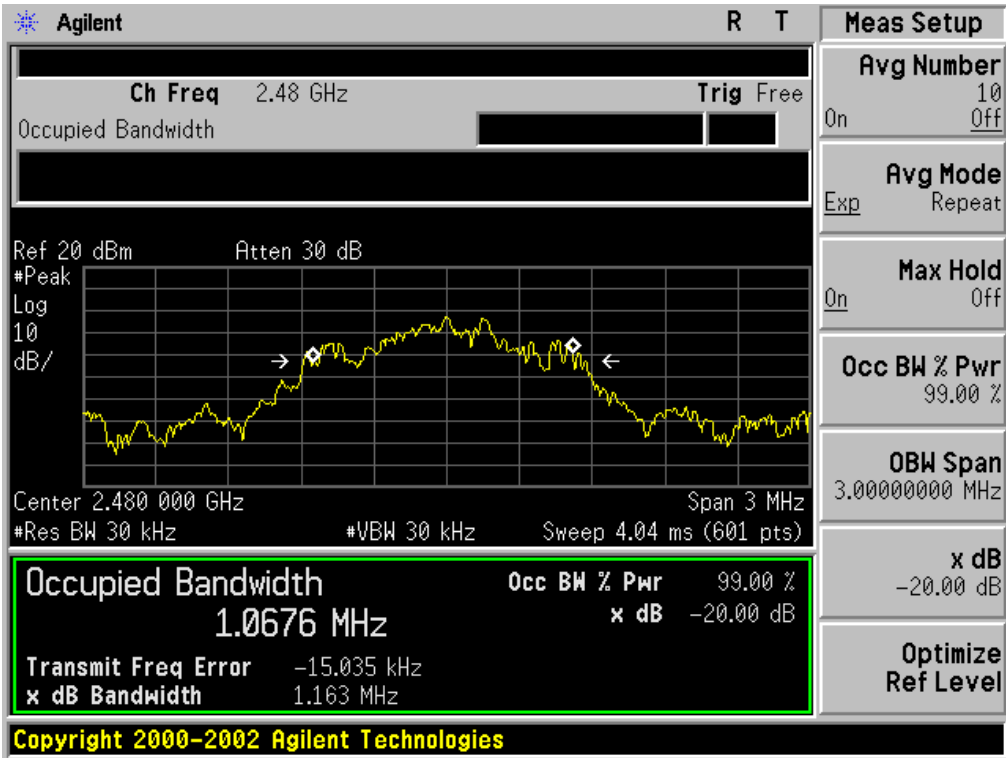 Agilent R T
Ch Freq 2.48 GHz Trig Free
Occupied Bandwidth
Ref 20 dBm Atten 30 dB
#Peak
Log
10
dB/
Center 2.480 000 GHz Span 3 MHz
#Res BW 30 kHz #VBW 30 kHz Sweep 4.04 ms (601 pts)
Occupied Bandwidth Occ BW % Pwr 99.00 %
1.0676 MHz x dB -20.00 dB
Transmit Freq Error -15.035 kHz
x dB Bandwidth 1.163 MHz
Copyright 2000-2002 Agilent Technologies
Meas Setup
Avg Number
10
On Off
Avg Mode
Exp Repeat
Max Hold
On Off
Occ BW % Pwr
99.00 %
OBW Span
3.00000000 MHz
x dB
-20.00 dB
Optimize
Ref Level